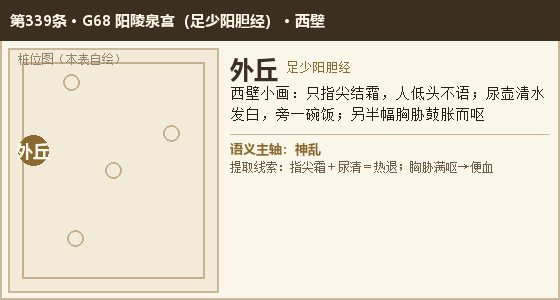 第339条・G68 阳陵泉宫（足少阳胆经）・西壁
桩位图（本表自绘）
外丘
外丘 足少阳胆经
西壁小画：只指尖结霜，人低头不语；尿壶清水
发白，旁一碗饭；另半幅胸胁鼓胀而呕
语义主轴：神乱
提取线索：指尖霜＋尿清＝热退；胸胁满呕→便血